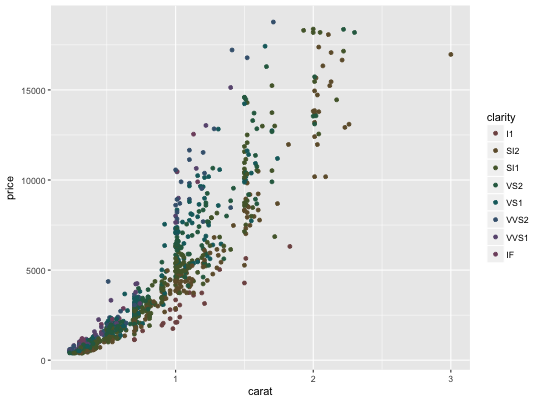 15000
10000
5000
0
price
1
2
3
carat
clarity
I1
SI2
SI1
VS2
VS1
VVS2
VVS1
IF